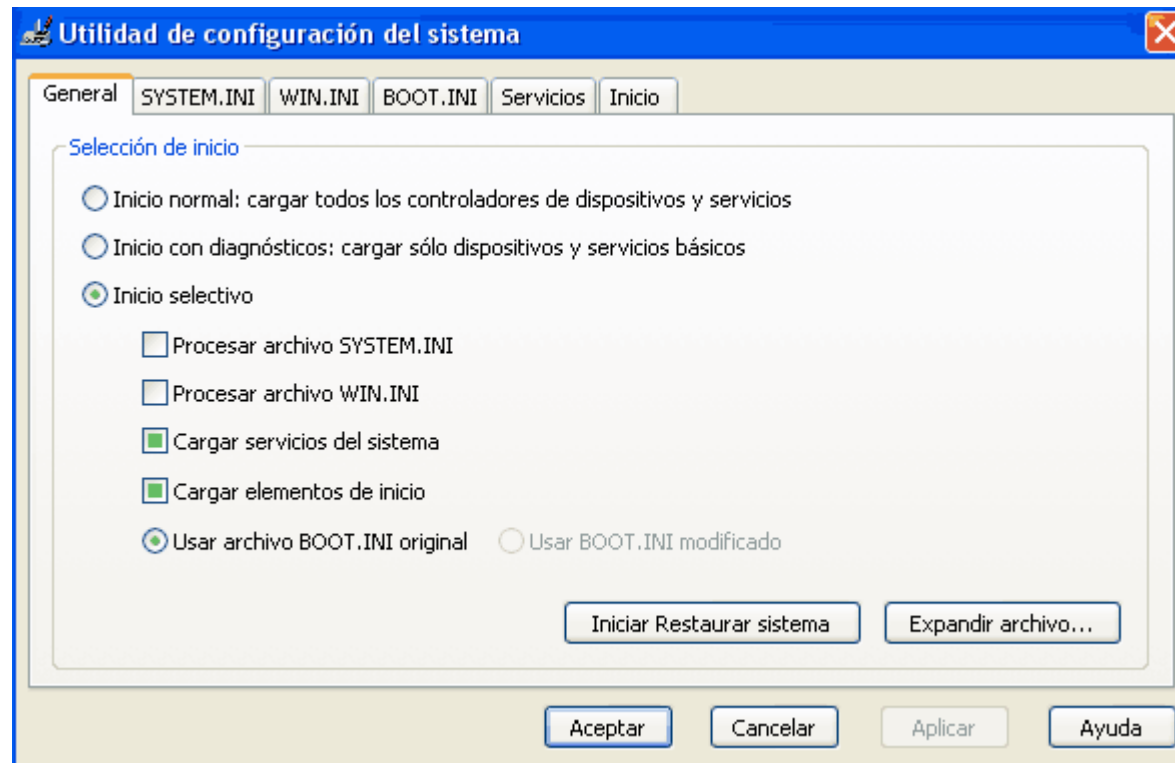 Utilidad de configuración del sistema
General SYSTEM.INI WIN.INI BOOT.INI Servicios Inicio
Selección de inicio
Inicio normal: cargar todos los controladores de dispositivos y servicios
Inicio con diagnósticos: cargar sólo dispositivos y servicios básicos
Inicio selectivo
Procesar archivo SYSTEM.INI
Procesar archivo WIN.INI
Cargar servicios del sistema
Cargar elementos de inicio
Usar archivo BOOT.INI original Usar BOOT.INI modificado
Iniciar Restaurar sistema Expandir archivo...
Aceptar Cancelar Aplicar Ayuda